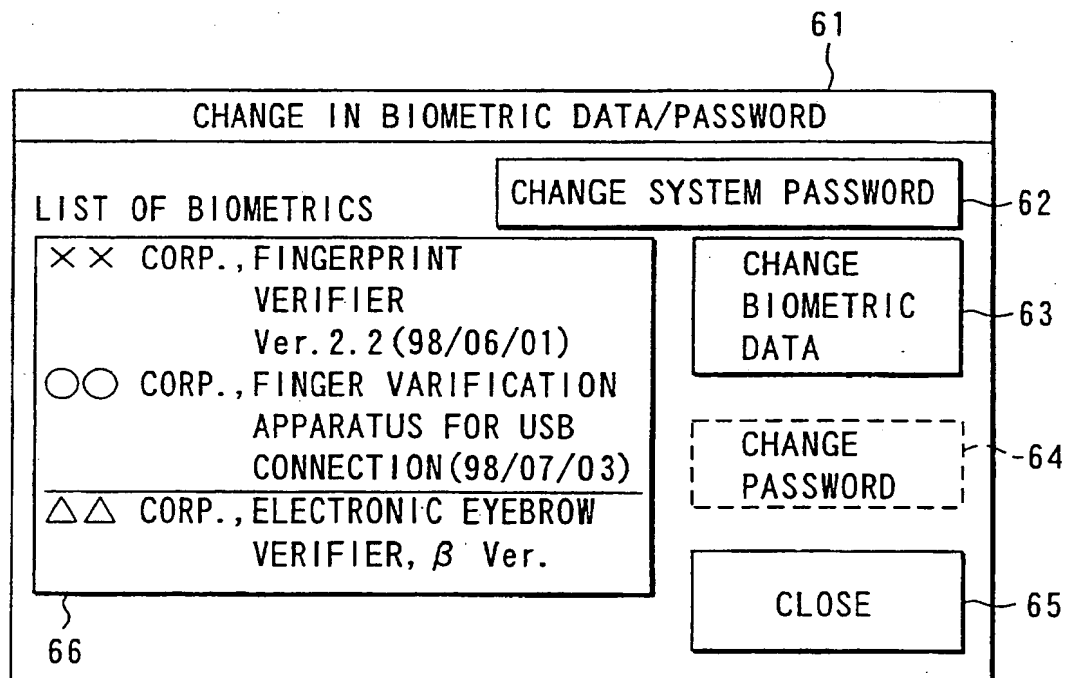 61
CHANGE IN BIOMETRIC DATA/PASSWORD
CHANGE SYSTEM PASSWORD
62
LIST OF BIOMETRICS
×× CORP.,FINGERPRINT
VERIFIER
Ver.2.2(98/06/01)
○○ CORP.,FINGER VARIFICATION
APPARATUS FOR USB
CONNECTION(98/07/03)
△△ CORP.,ELECTRONIC EYEBROW
VERIFIER, β Ver.
66
CHANGE
BIOMETRIC
DATA
63
CHANGE
PASSWORD
64
CLOSE
65